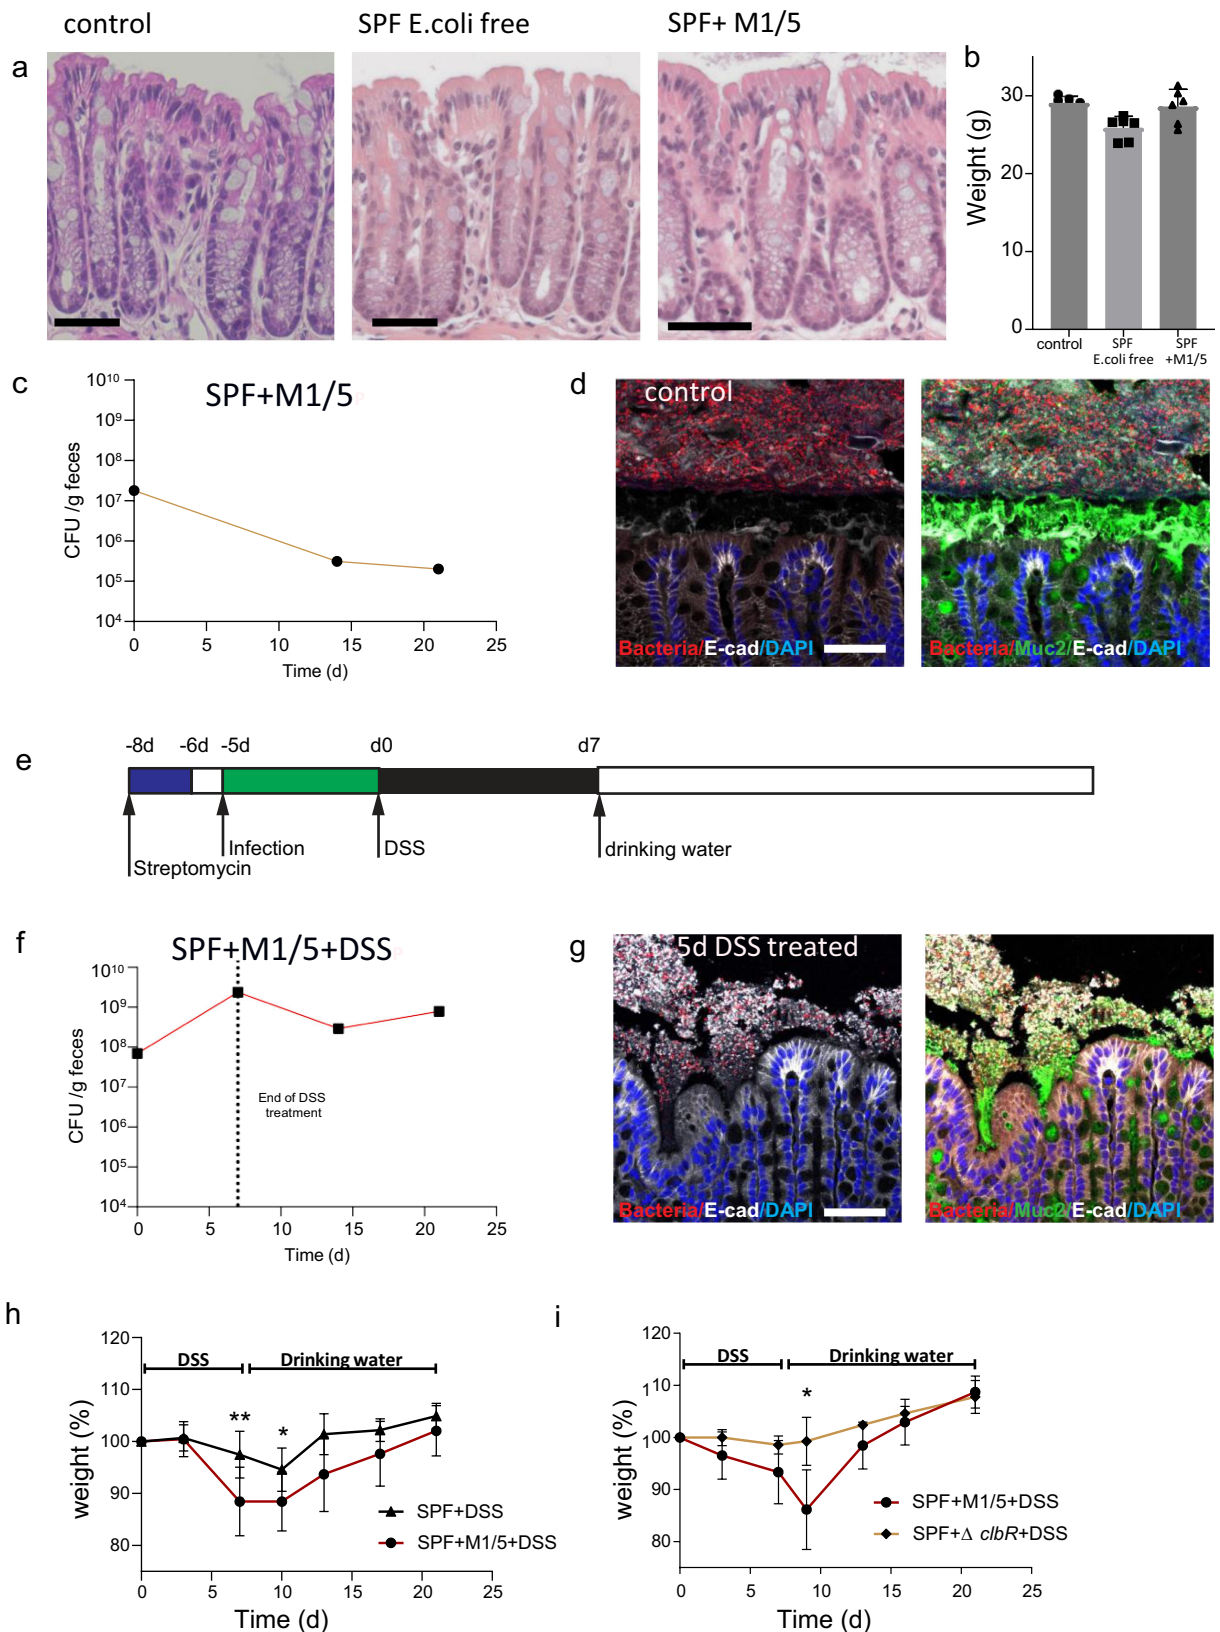 control
SPF E.coli free
SPF+ M1/5
a
b
30
20
10
0
Weight (g)
control
SPF
E.coli free
SPF
+M1/5
c
SPF+M1/5
10¹⁰
10⁹
10⁸
10⁷
10⁶
10⁵
10⁴
CFU /g feces
0 5 10 15 20 25
Time (d)
d
control
Bacteria/E-cad/DAPI
Bacteria/Muc2/E-cad/DAPI
e
-8d -6d -5d d0 d7
Streptomycin
Infection
DSS
drinking water
f
SPF+M1/5+DSS
10¹⁰
10⁹
10⁸
10⁷
10⁶
10⁵
10⁴
CFU /g feces
End of DSS
treatment
0 5 10 15 20 25
Time (d)
g
5d DSS treated
Bacteria/E-cad/DAPI
Bacteria/Muc2/E-cad/DAPI
h
120
110
100
90
80
weight (%)
DSS
Drinking water
**
*
SPF+DSS
SPF+M1/5+DSS
0 5 10 15 20 25
Time (d)
i
120
110
100
90
80
weight (%)
DSS
Drinking water
*
SPF+M1/5+DSS
SPF+Δ clbR+DSS
0 5 10 15 20 25
Time (d)